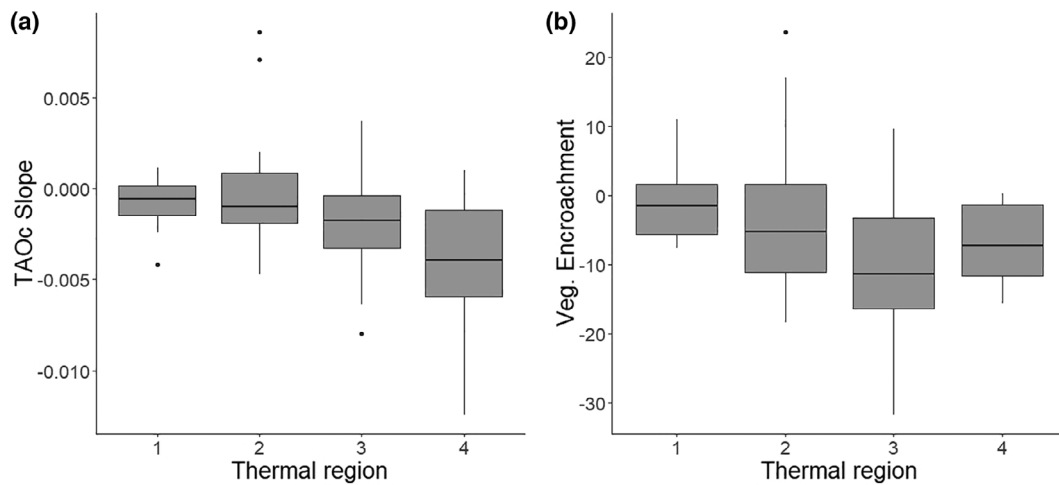 (a)
TAOc Slope
0.005
0.000
-0.005
-0.010
1 2 3 4
Thermal region
(b)
Veg. Encroachment
20
10
0
-10
-20
-30
1 2 3 4
Thermal region